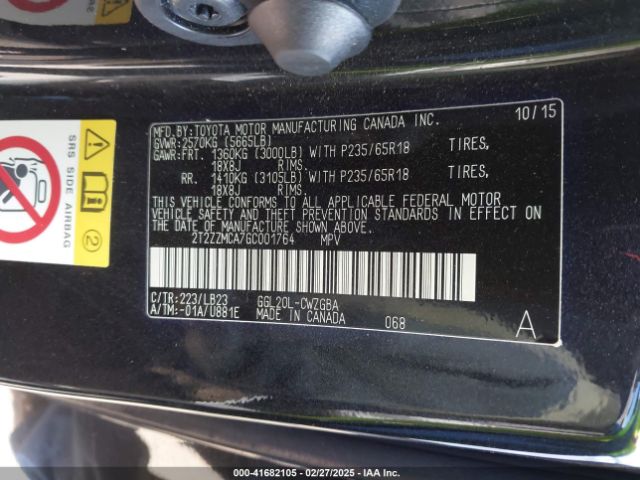 MFD.BY:TOYOTA MOTOR MANUFACTURING CANADA INC. 10/15
GVWR:2570KG (5665LB)
GAWR:FRT. 1360KG (3000LB) WITH P235/65R18 TIRES,
18X8J RIMS.
RR. 1410KG (3105LB) WITH P235/65R18 TIRES,
18X8J RIMS.
THIS VEHICLE CONFORMS TO ALL APPLICABLE FEDERAL MOTOR
VEHICLE SAFETY AND THEFT PREVENTION STANDARDS IN EFFECT ON
THE DATE OF MANUFACTURE SHOWN ABOVE.
2T2ZZMCA7GC001764 MPV
C/TR:223/LB23 GGL20L-CWZGBA
A/TM:-01A/U881E MADE IN CANADA 068 A
SRS SIDE AIRBAG
2
000-41682105 - 02/27/2025 - IAA Inc.